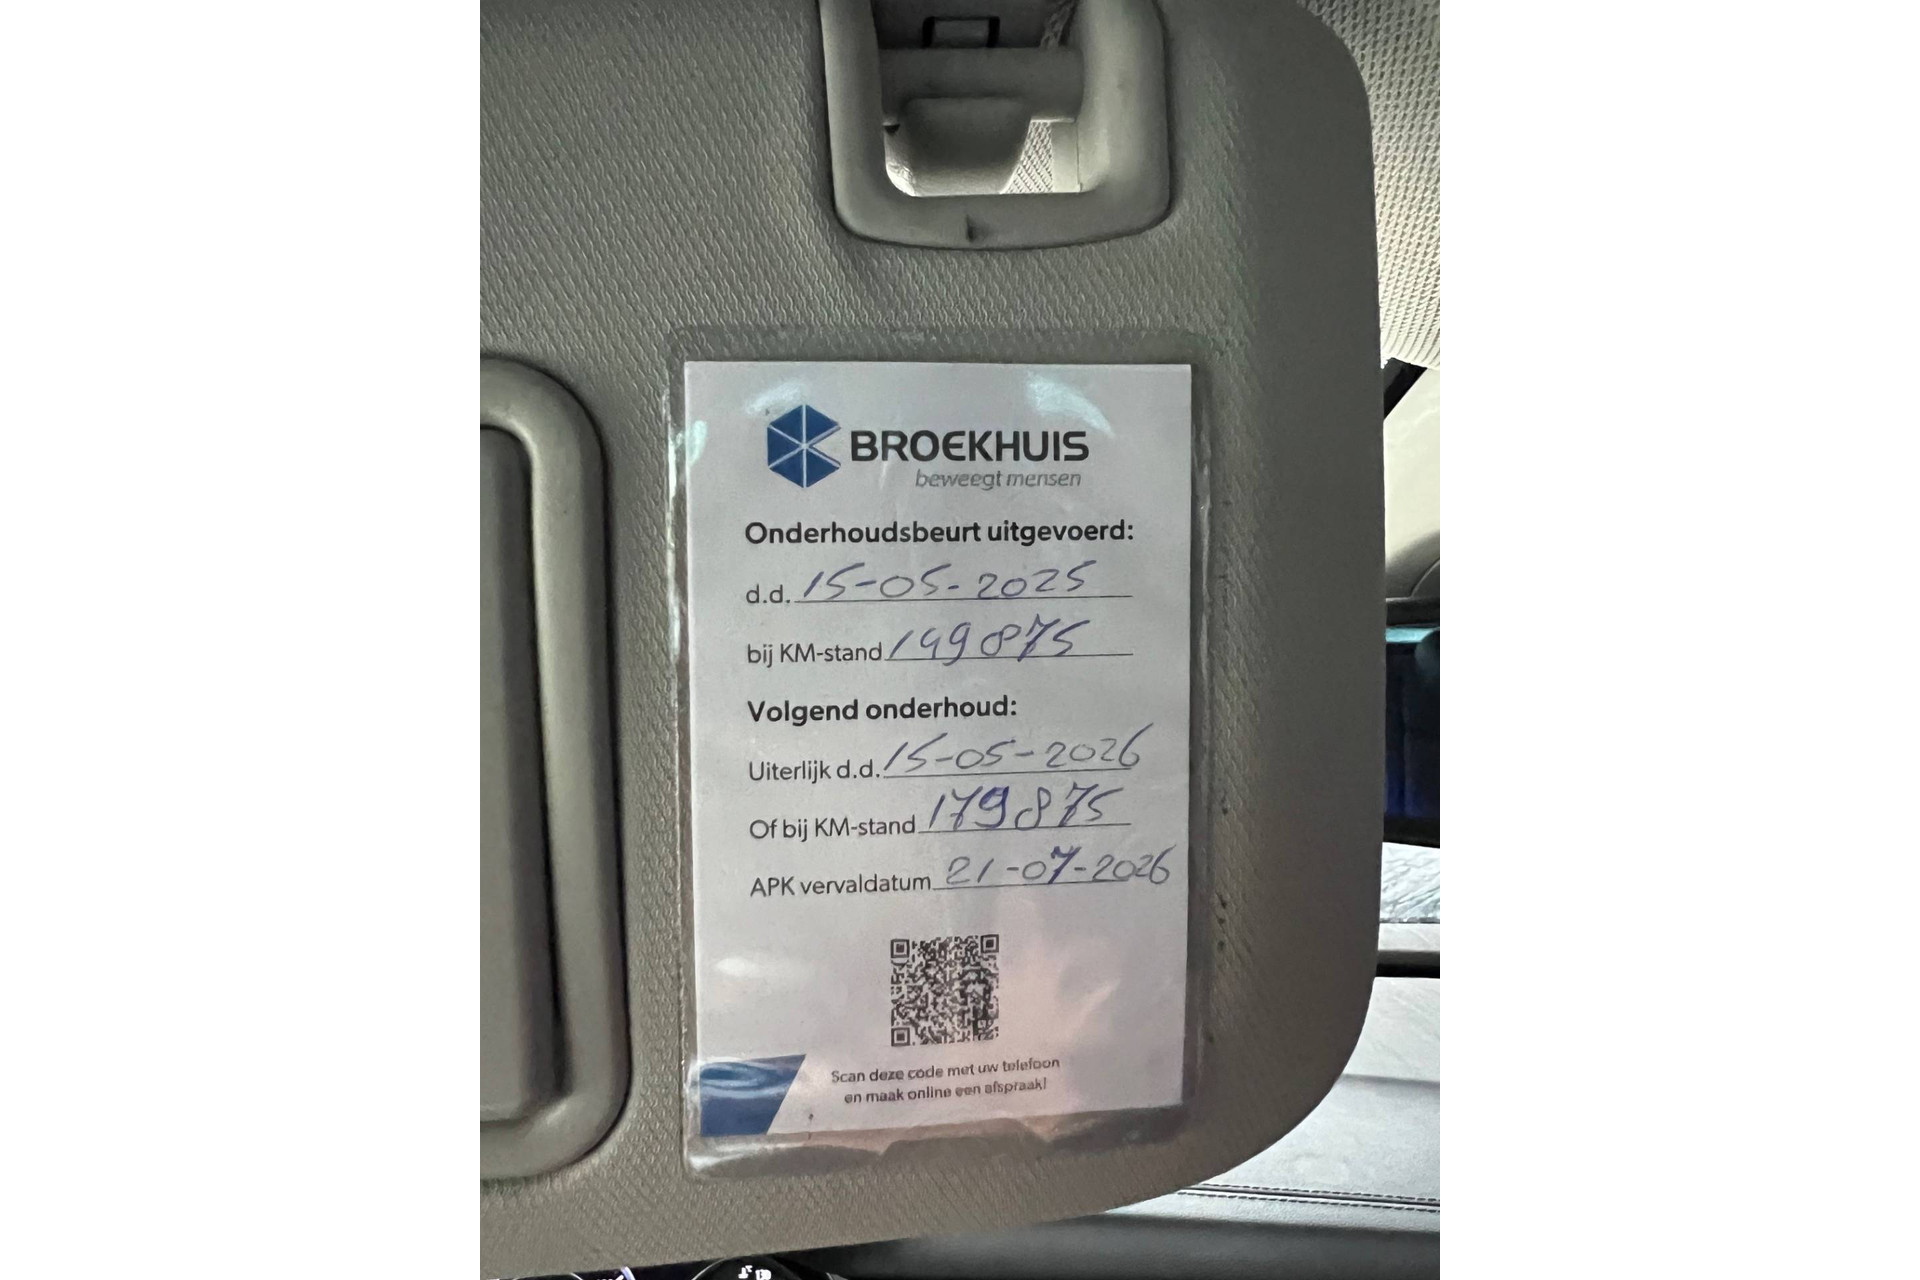 BROEKHUIS
beweegt mensen
Onderhoudsbeurt uitgevoerd:
d.d. 15-05-2025
bij KM-stand 149875
Volgend onderhoud:
Uiterlijk d.d. 15-05-2026
Of bij KM-stand 179875
APK vervaldatum 21-07-2026
Scan deze code met uw telefoon
en maak online een afspraak!